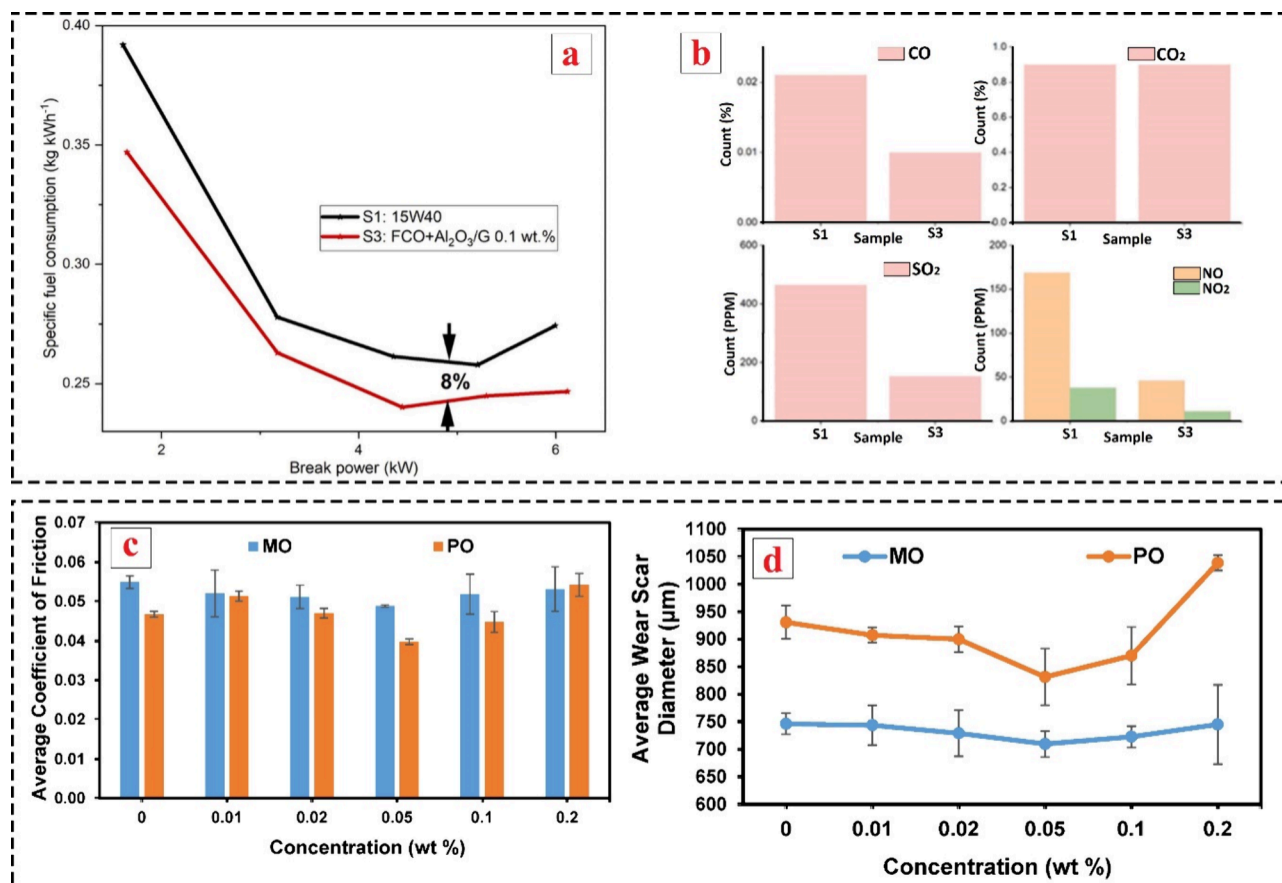 a
Specific fuel consumption (kg kWh⁻¹)
0.40
0.35
0.30
0.25
S1: 15W40
S3: FCO+Al₂O₃/G 0.1 wt.%
8%
2
4
6
Break power (kW)
b
CO
Count (%)
0.02
0.01
0.00
S1
Sample
S3
CO₂
Count (%)
1.0
0.8
0.6
0.4
0.2
0.0
S1
Sample
S3
SO₂
Count (PPM)
600
400
200
0
S1
Sample
S3
NO
NO₂
Count (PPM)
200
150
100
50
0
S1
Sample
S3
c
MO
PO
Average Coefficient of Friction
0.07
0.06
0.05
0.04
0.03
0.02
0.01
0.00
0
0.01
0.02
0.05
0.1
0.2
Concentration (wt %)
d
MO
PO
Average Wear Scar
Diameter (µm)
1100
1050
1000
950
900
850
800
750
700
650
600
0
0.01
0.02
0.05
0.1
0.2
Concentration (wt %)